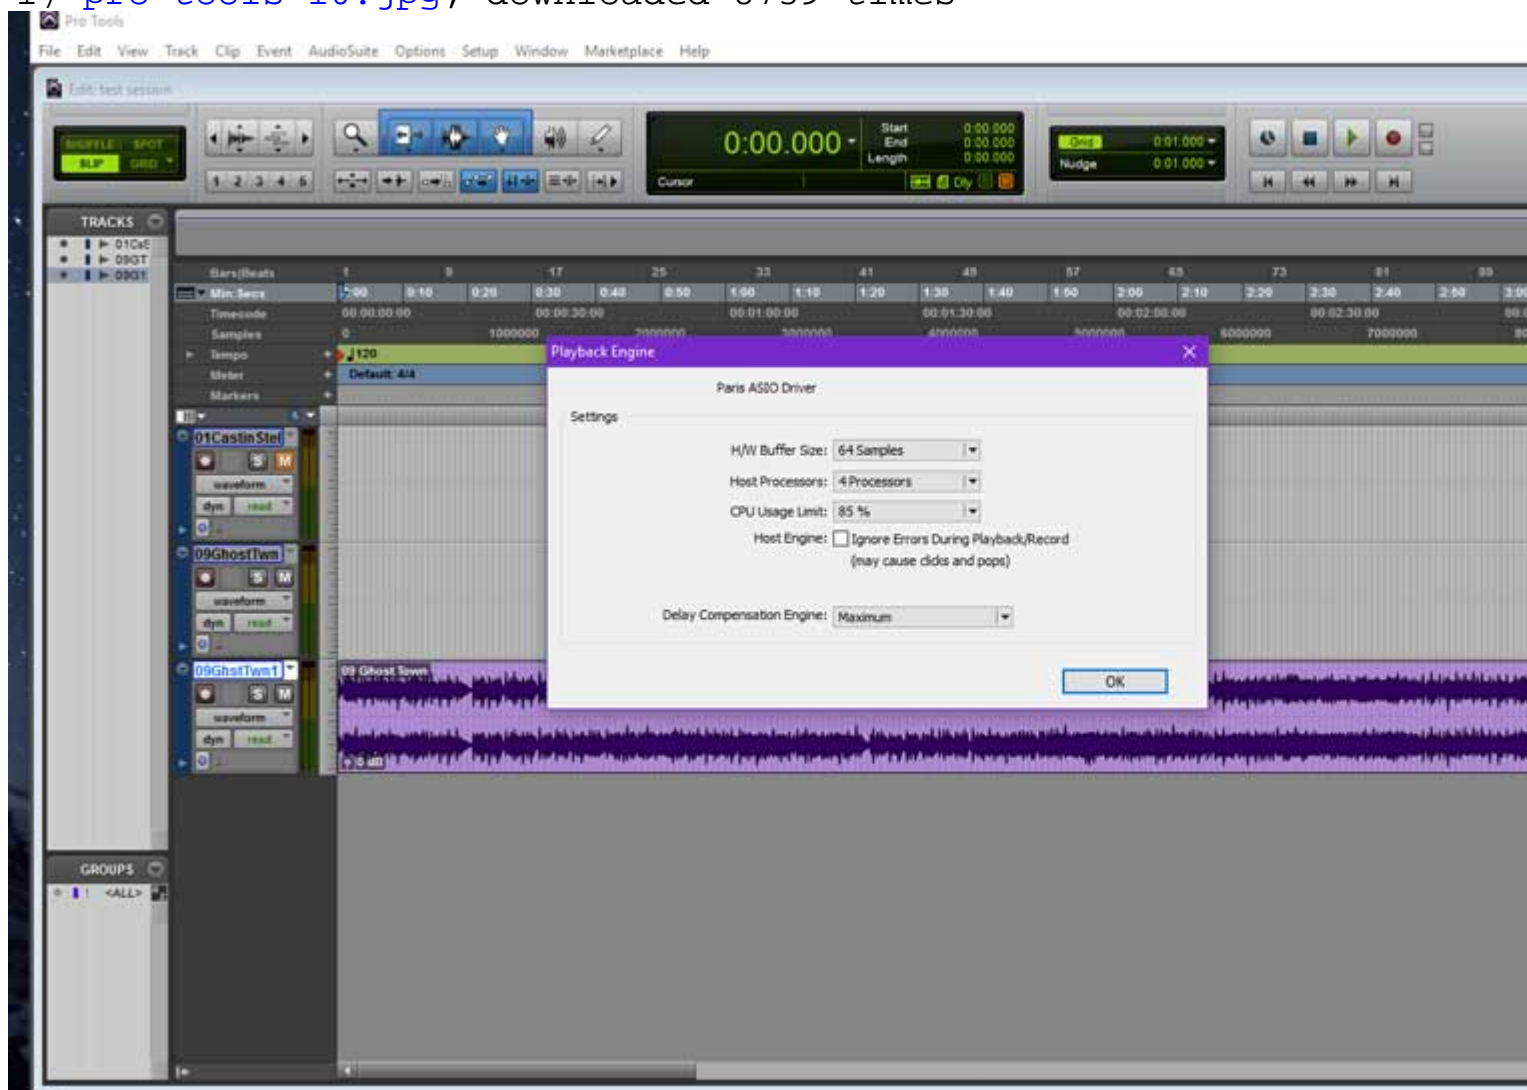 Pro Tools
File Edit View Track Clip Event AudioSuite Options Setup Window Marketplace Help
Edit: test session
SHUFFLE SPOT
SLIP GRID
0:00.000
Start 0:00.000
End 0:00.000
Length 0:00.000
Grid 0:01.000
Nudge 0:01.000
1 2 3 4 5
Cursor
Dly
TRACKS
01CsS
09GT
09G1
Bars|Beats 1 9 17 25 33 41 49 57 65 73 81 89
Min:Secs 0:00 0:10 0:20 0:30 0:40 0:50 1:00 1:10 1:20 1:30 1:40 1:50 2:00 2:10 2:20 2:30 2:40 2:50 3:00
Timecode 00:00:00:00 00:00:30:00 00:01:00:00 00:01:30:00 00:02:00:00 00:02:30:00
Samples 0 1000000 2000000 3000000 4000000 5000000 6000000 7000000
Tempo 120
Meter Default: 4/4
Markers
Playback Engine
Paris ASIO Driver
Settings
H/W Buffer Size: 64 Samples
Host Processors: 4 Processors
CPU Usage Limit: 85 %
Host Engine: Ignore Errors During Playback/Record
(may cause clicks and pops)
Delay Compensation Engine: Maximum
OK
01CastinStel
S M
waveform
dyn read
09GhostTwn
S M
waveform
dyn read
09GhstTwn1
S M
waveform
dyn read
09 Ghost Town
0 dB
GROUPS
! <ALL>